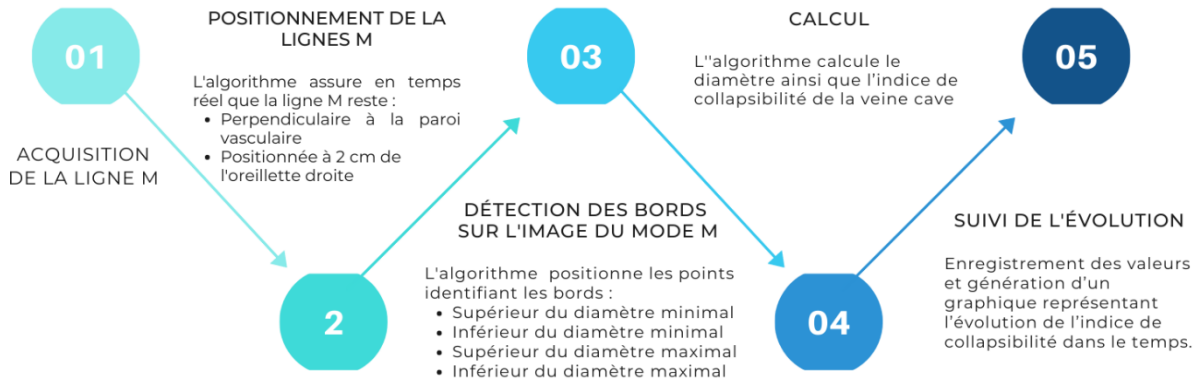 01
ACQUISITION
DE LA LIGNE M
POSITIONNEMENT DE LA
LIGNES M
L'algorithme assure en temps
réel que la ligne M reste :
• Perpendiculaire à la paroi
vasculaire
• Positionnée à 2 cm de
l'oreillette droite
2
03
DÉTECTION DES BORDS
SUR L'IMAGE DU MODE M
L'algorithme positionne les points
identifiant les bords :
• Supérieur du diamètre minimal
• Inférieur du diamètre minimal
• Supérieur du diamètre maximal
• Inférieur du diamètre maximal
CALCUL
L''algorithme calcule le
diamètre ainsi que l’indice de
collapsibilité de la veine cave
04
05
SUIVI DE L'ÉVOLUTION
Enregistrement des valeurs
et génération d’un
graphique représentant
l’évolution de l’indice de
collapsibilité dans le temps.